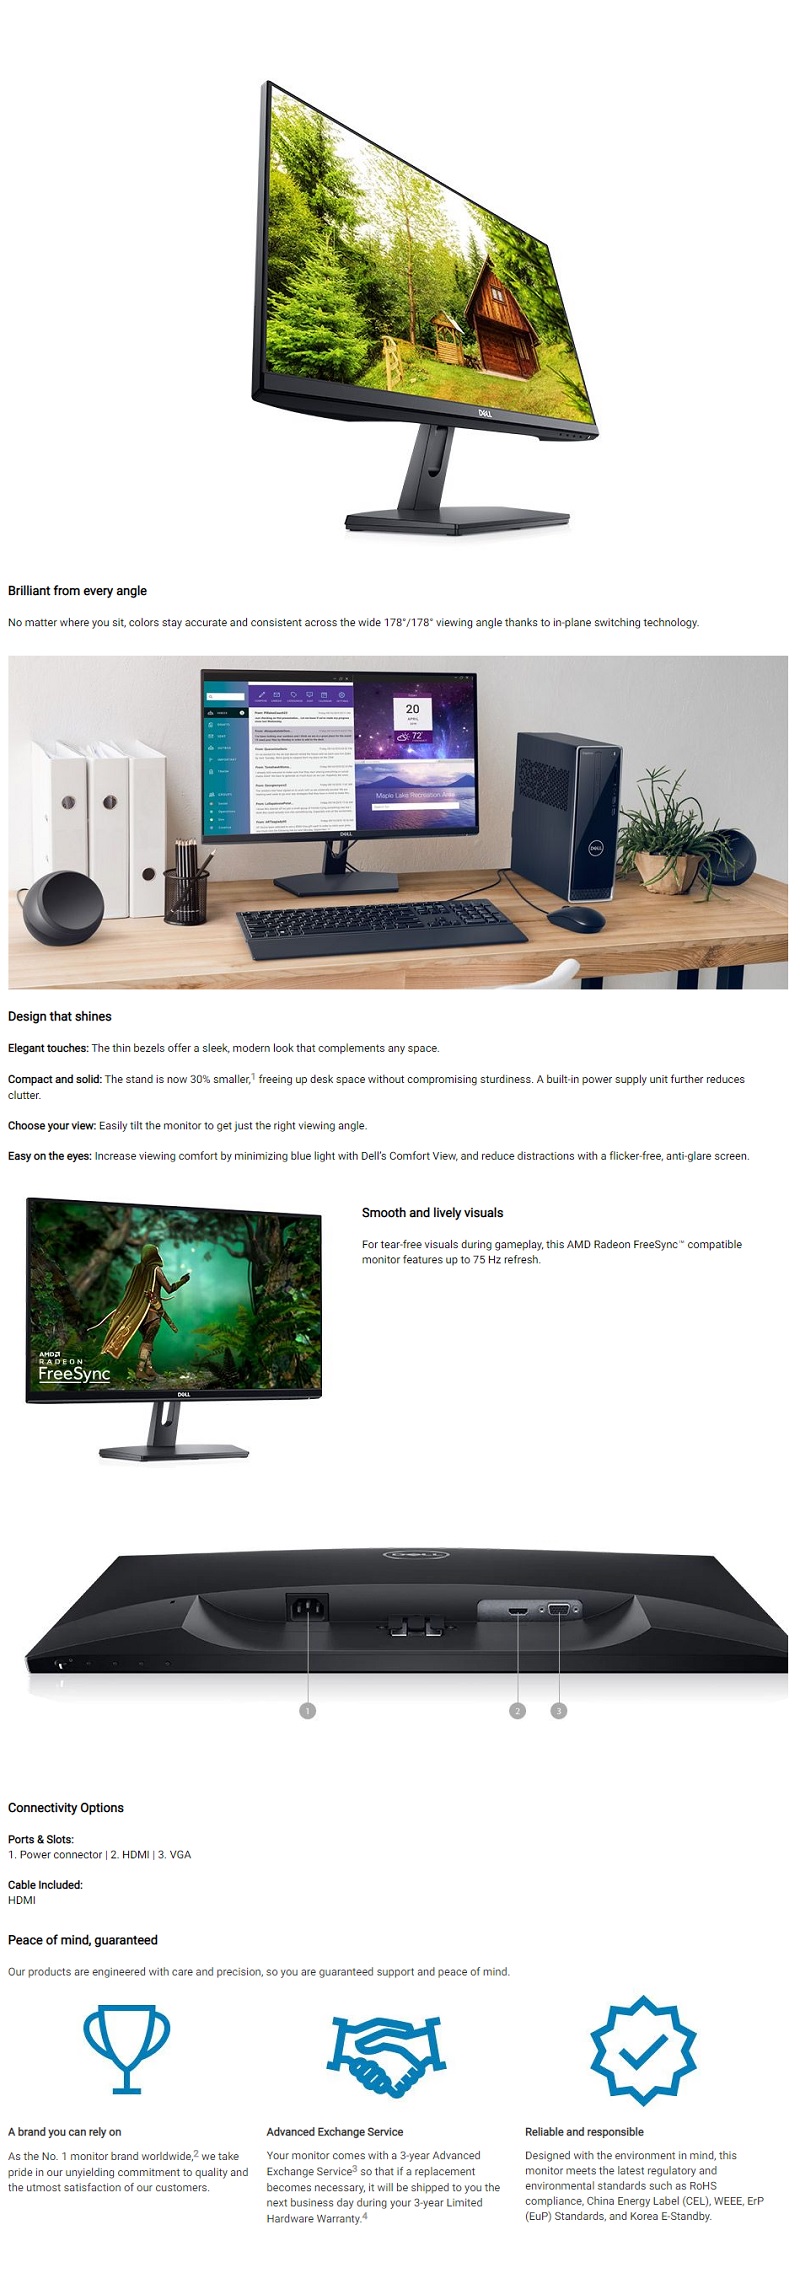 DELL
Brilliant from every angle
No matter where you sit, colors stay accurate and consistent across the wide 178°/178° viewing angle thanks to in-plane switching technology.
20
APRIL
72°
Maple Lake Recreation Area
DELL
DELL
Design that shines
Elegant touches: The thin bezels offer a sleek, modern look that complements any space.
Compact and solid: The stand is now 30% smaller,1 freeing up desk space without compromising sturdiness. A built-in power supply unit further reduces
clutter.
Choose your view: Easily tilt the monitor to get just the right viewing angle.
Easy on the eyes: Increase viewing comfort by minimizing blue light with Dell's Comfort View, and reduce distractions with a flicker-free, anti-glare screen.
Smooth and lively visuals
For tear-free visuals during gameplay, this AMD Radeon FreeSync™ compatible
monitor features up to 75 Hz refresh.
AMD
RADEON
FreeSync
DELL
DELL
1
2
3
Connectivity Options
Ports & Slots:
1. Power connector | 2. HDMI | 3. VGA
Cable Included:
HDMI
Peace of mind, guaranteed
Our products are engineered with care and precision, so you are guaranteed support and peace of mind.
A brand you can rely on
As the No. 1 monitor brand worldwide,2 we take
pride in our unyielding commitment to quality and
the utmost satisfaction of our customers.
Advanced Exchange Service
Your monitor comes with a 3-year Advanced
Exchange Service3 so that if a replacement
becomes necessary, it will be shipped to you the
next business day during your 3-year Limited
Hardware Warranty.4
Reliable and responsible
Designed with the environment in mind, this
monitor meets the latest regulatory and
environmental standards such as RoHS
compliance, China Energy Label (CEL), WEEE, ErP
(EuP) Standards, and Korea E-Standby.